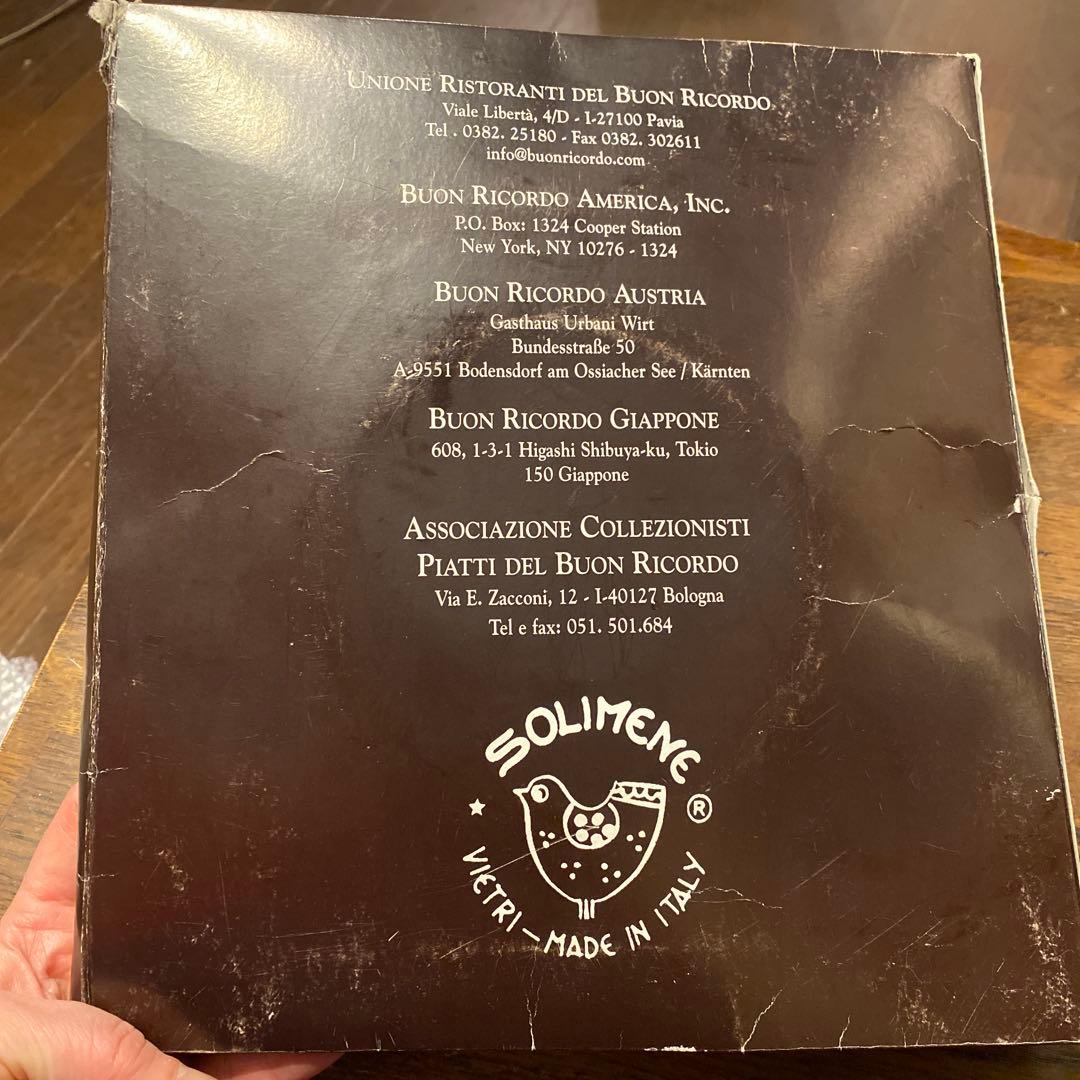 UNIONE RISTORANTI DEL BUON RICORDO
Viale Libertà, 4/D - I-27100 Pavia
Tel . 0382. 25180 - Fax 0382. 302611
info@buonricordo.com
BUON RICORDO AMERICA, INC.
P.O. Box: 1324 Cooper Station
New York, NY 10276 - 1324
BUON RICORDO AUSTRIA
Gasthaus Urbani Wirt
Bundesstraße 50
A-9551 Bodensdorf am Ossiacher See / Kärnten
BUON RICORDO GIAPPONE
608, 1-3-1 Higashi Shibuya-ku, Tokio
150 Giappone
ASSOCIAZIONE COLLEZIONISTI
PIATTI DEL BUON RICORDO
Via E. Zacconi, 12 - I-40127 Bologna
Tel e fax: 051. 501.684
SOLIMENE
®
VIETRI - MADE IN ITALY